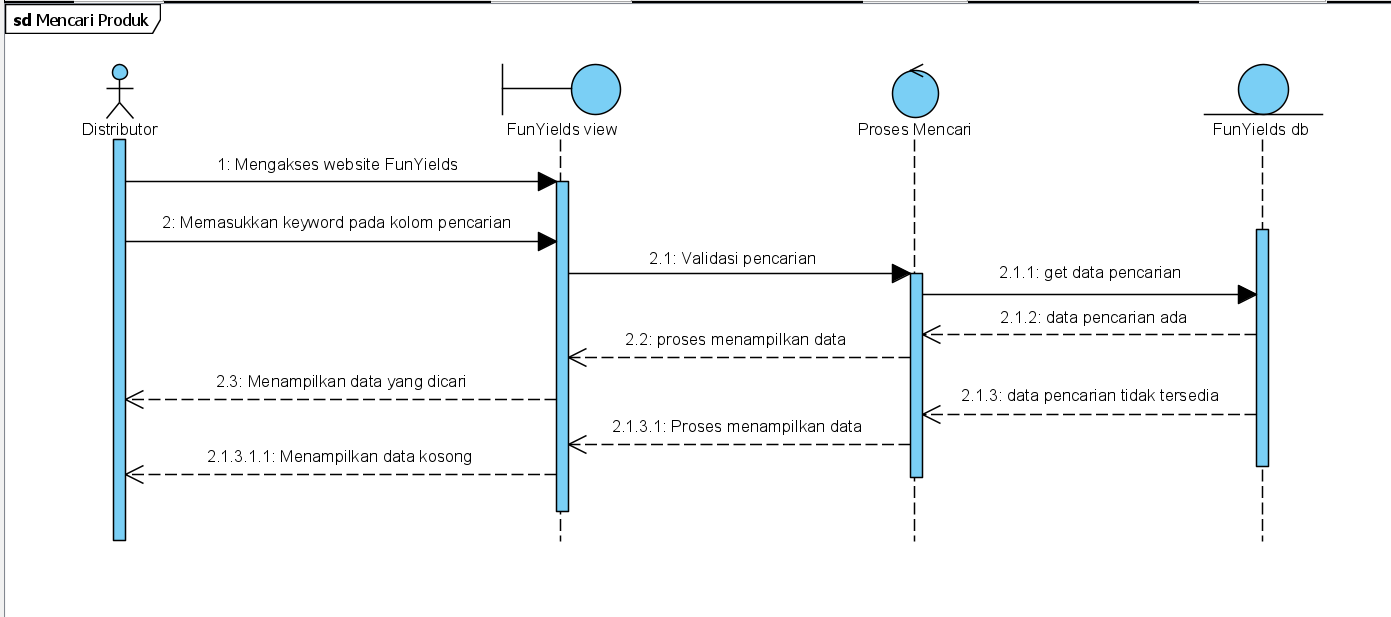 sd Mencari Produk
Distributor
FunYields view
Proses Mencari
FunYields db
1: Mengakses website FunYields
2: Memasukkan keyword pada kolom pencarian
2.1: Validasi pencarian
2.1.1: get data pencarian
2.1.2: data pencarian ada
2.2: proses menampilkan data
2.3: Menampilkan data yang dicari
2.1.3: data pencarian tidak tersedia
2.1.3.1: Proses menampilkan data
2.1.3.1.1: Menampilkan data kosong